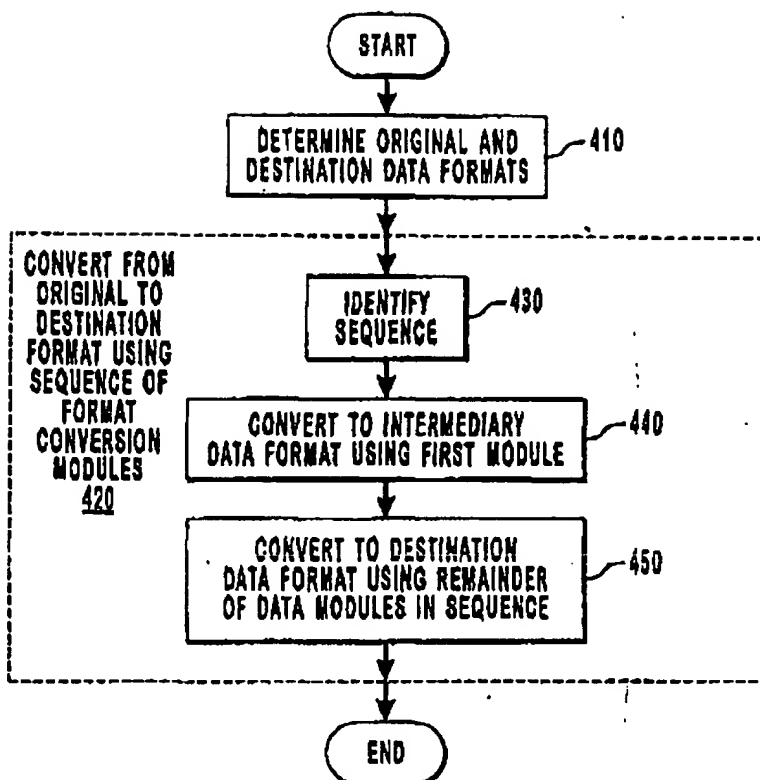 START
DETERMINE ORIGINAL AND
DESTINATION DATA FORMATS
410
CONVERT FROM
ORIGINAL TO
DESTINATION
FORMAT USING
SEQUENCE OF
FORMAT
CONVERSION
MODULES
420
IDENTIFY
SEQUENCE
430
CONVERT TO INTERMEDIARY
DATA FORMAT USING FIRST MODULE
440
CONVERT TO DESTINATION
DATA FORMAT USING REMAINDER
OF DATA MODULES IN SEQUENCE
450
END